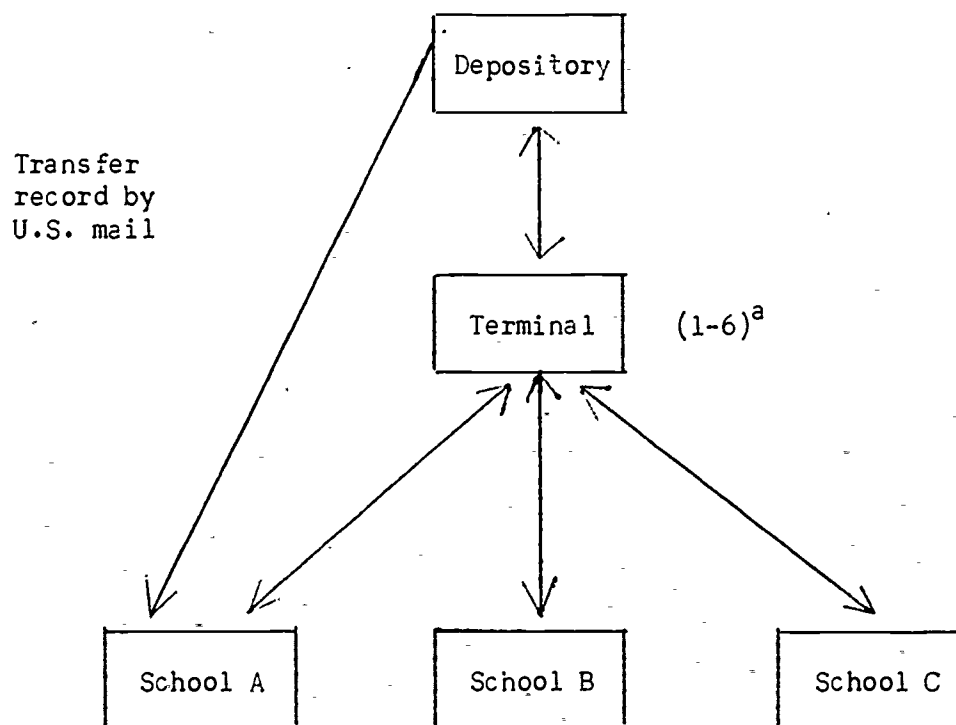 Depository
Transfer
record by
U.S. mail
Terminal (1-6)a
School A School B School C